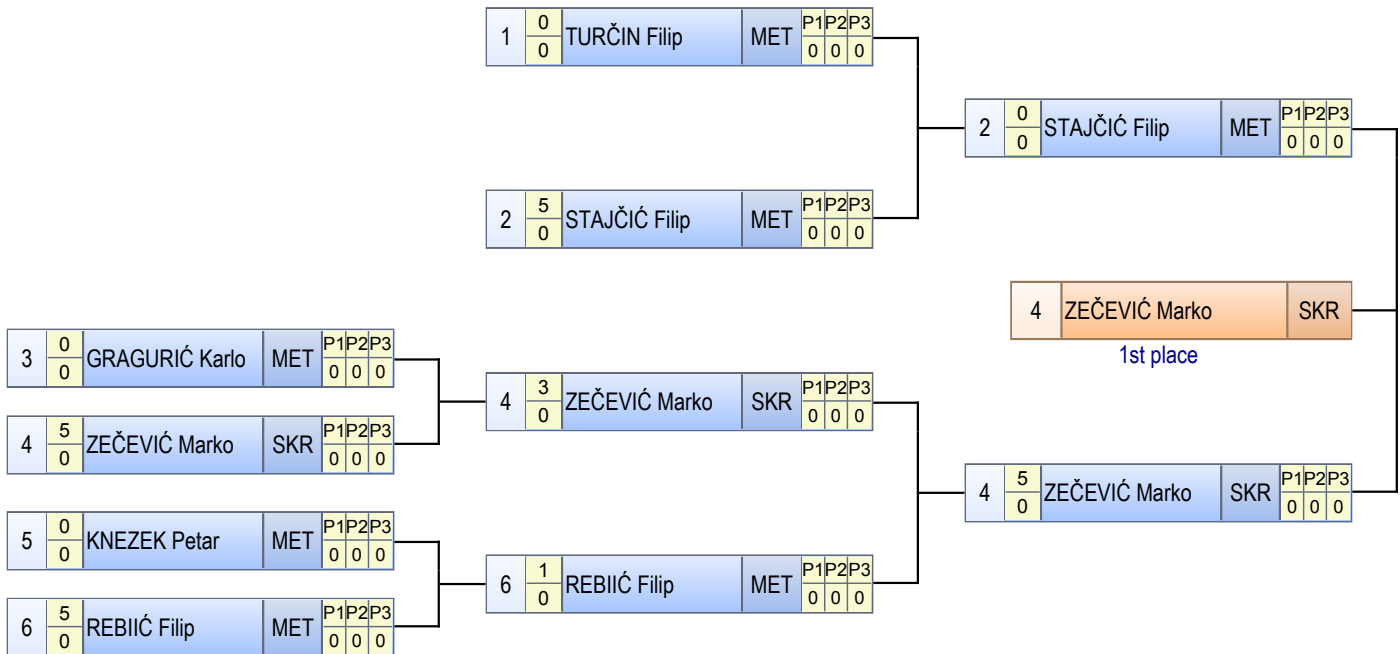 1 0 0 TURČIN Filip MET P1 P2 P3 0 0 0
2 0 0 STAJČIĆ Filip MET P1 P2 P3 0 0 0
2 5 0 STAJČIĆ Filip MET P1 P2 P3 0 0 0
4 ZEČEVIĆ Marko SKR
1st place
3 0 0 GRAGURIĆ Karlo MET P1 P2 P3 0 0 0
4 3 0 ZEČEVIĆ Marko SKR P1 P2 P3 0 0 0
4 5 0 ZEČEVIĆ Marko SKR P1 P2 P3 0 0 0
4 5 0 ZEČEVIĆ Marko SKR P1 P2 P3 0 0 0
5 0 0 KNEZEK Petar MET P1 P2 P3 0 0 0
6 1 0 REBIIĆ Filip MET P1 P2 P3 0 0 0
6 5 0 REBIIĆ Filip MET P1 P2 P3 0 0 0